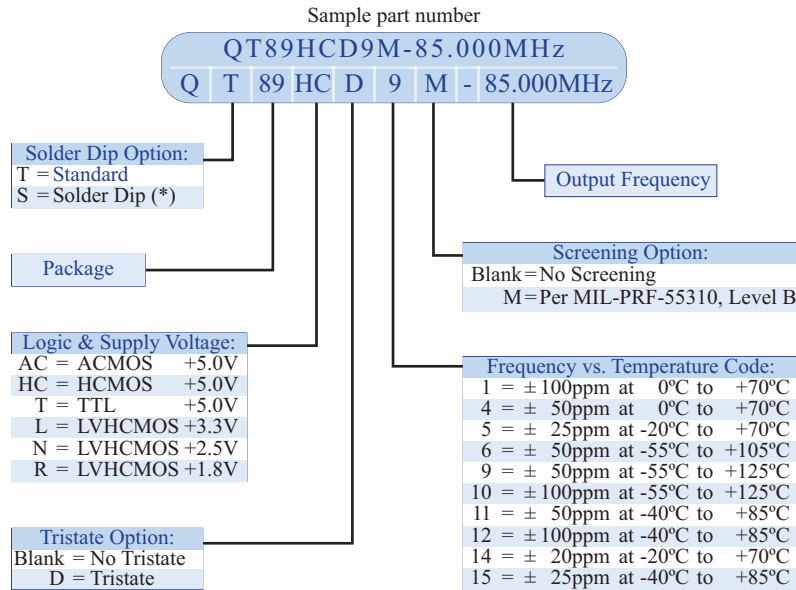 Sample part number
QT89HCD9M-85.000MHz
Q T 89 HC D 9 M - 85.000MHz
Solder Dip Option:
T = Standard
S = Solder Dip (*)
Package
Logic & Supply Voltage:
AC = ACMOS +5.0V
HC = HCMOS +5.0V
T = TTL +5.0V
L = LVHCMOS +3.3V
N = LVHCMOS +2.5V
R = LVHCMOS +1.8V
Tristate Option:
Blank = No Tristate
D = Tristate
Output Frequency
Screening Option:
Blank = No Screening
M = Per MIL-PRF-55310, Level B
Frequency vs. Temperature Code:
1 = ± 100ppm at 0ºC to +70ºC
4 = ± 50ppm at 0ºC to +70ºC
5 = ± 25ppm at -20ºC to +70ºC
6 = ± 50ppm at -55ºC to +105ºC
9 = ± 50ppm at -55ºC to +125ºC
10 = ± 100ppm at -55ºC to +125ºC
11 = ± 50ppm at -40ºC to +85ºC
12 = ± 100ppm at -40ºC to +85ºC
14 = ± 20ppm at -20ºC to +70ºC
15 = ± 25ppm at -40ºC to +85ºC